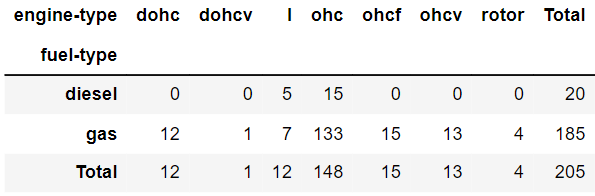 engine-type dohc dohcv l ohc ohcf ohcv rotor Total
fuel-type
diesel 0 0 5 15 0 0 0 20
gas 12 1 7 133 15 13 4 185
Total 12 1 12 148 15 13 4 205